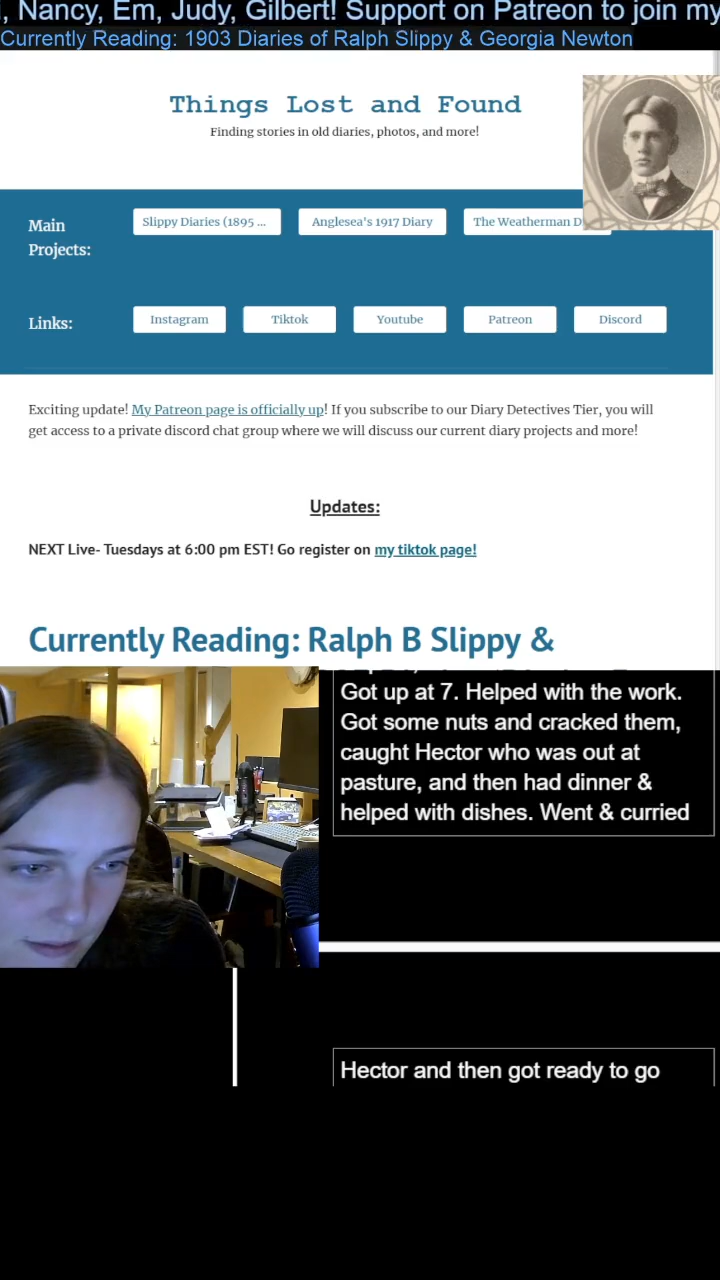 , Nancy, Em, Judy, Gilbert! Support on Patreon to join my
Currently Reading: 1903 Diaries of Ralph Slippy & Georgia Newton
Things Lost and Found
Finding stories in old diaries, photos, and more!
Main
Projects:
Slippy Diaries (1895 ...
Anglesea's 1917 Diary
The Weatherman D
Links:
Instagram
Tiktok
Youtube
Patreon
Discord
Exciting update! My Patreon page is officially up! If you subscribe to our Diary Detectives Tier, you will
get access to a private discord chat group where we will discuss our current diary projects and more!
Updates:
NEXT Live- Tuesdays at 6:00 pm EST! Go register on my tiktok page!
Currently Reading: Ralph B Slippy &
Got up at 7. Helped with the work.
Got some nuts and cracked them,
caught Hector who was out at
pasture, and then had dinner &
helped with dishes. Went & curried
Hector and then got ready to go